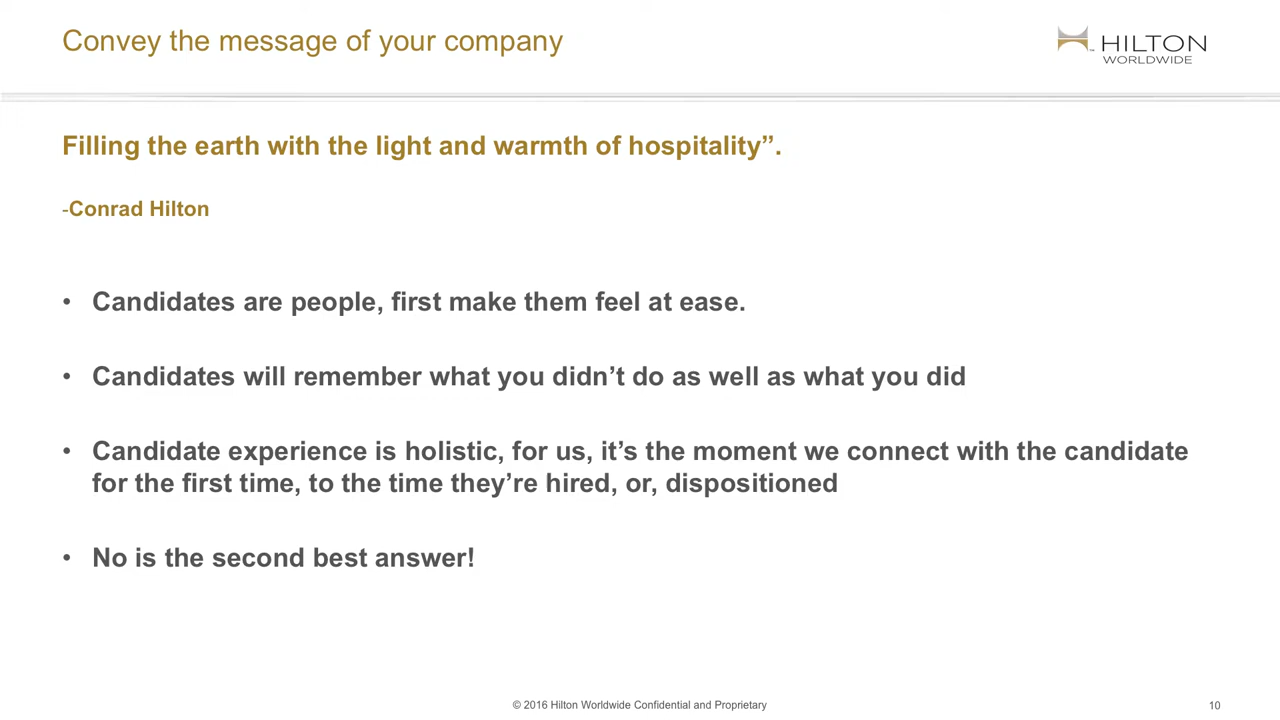 Convey the message of your company
HILTON
WORLDWIDE
Filling the earth with the light and warmth of hospitality”.
-Conrad Hilton
• Candidates are people, first make them feel at ease.
• Candidates will remember what you didn’t do as well as what you did
• Candidate experience is holistic, for us, it’s the moment we connect with the candidate
for the first time, to the time they’re hired, or, dispositioned
• No is the second best answer!
© 2016 Hilton Worldwide Confidential and Proprietary
10